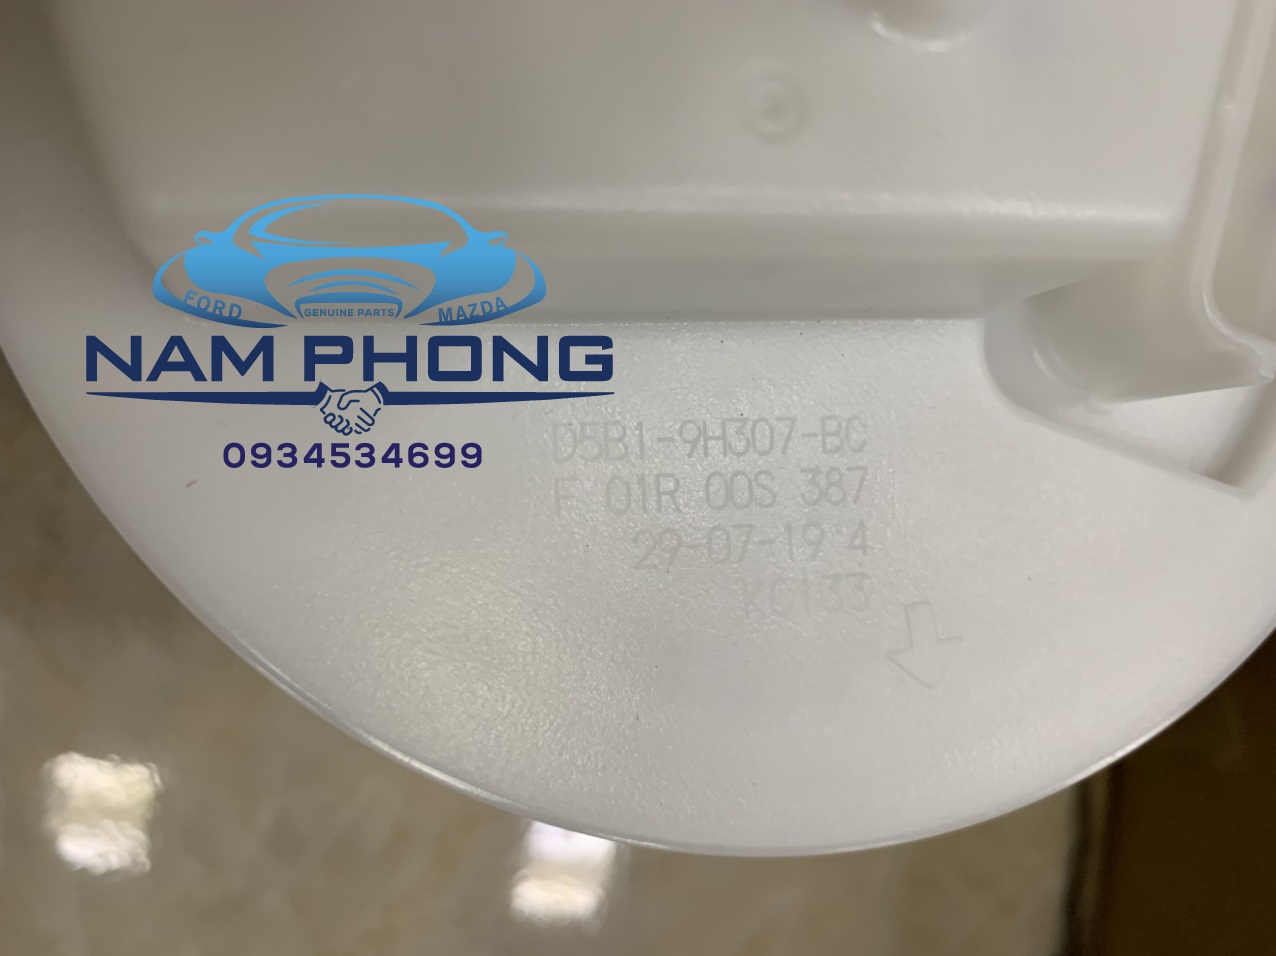 FORD
GENUINE PARTS
MAZDA
NAM PHONG
0934534699
D5B1-9H307-BC
F 01R 00S 387
29-07-19 4
KC133